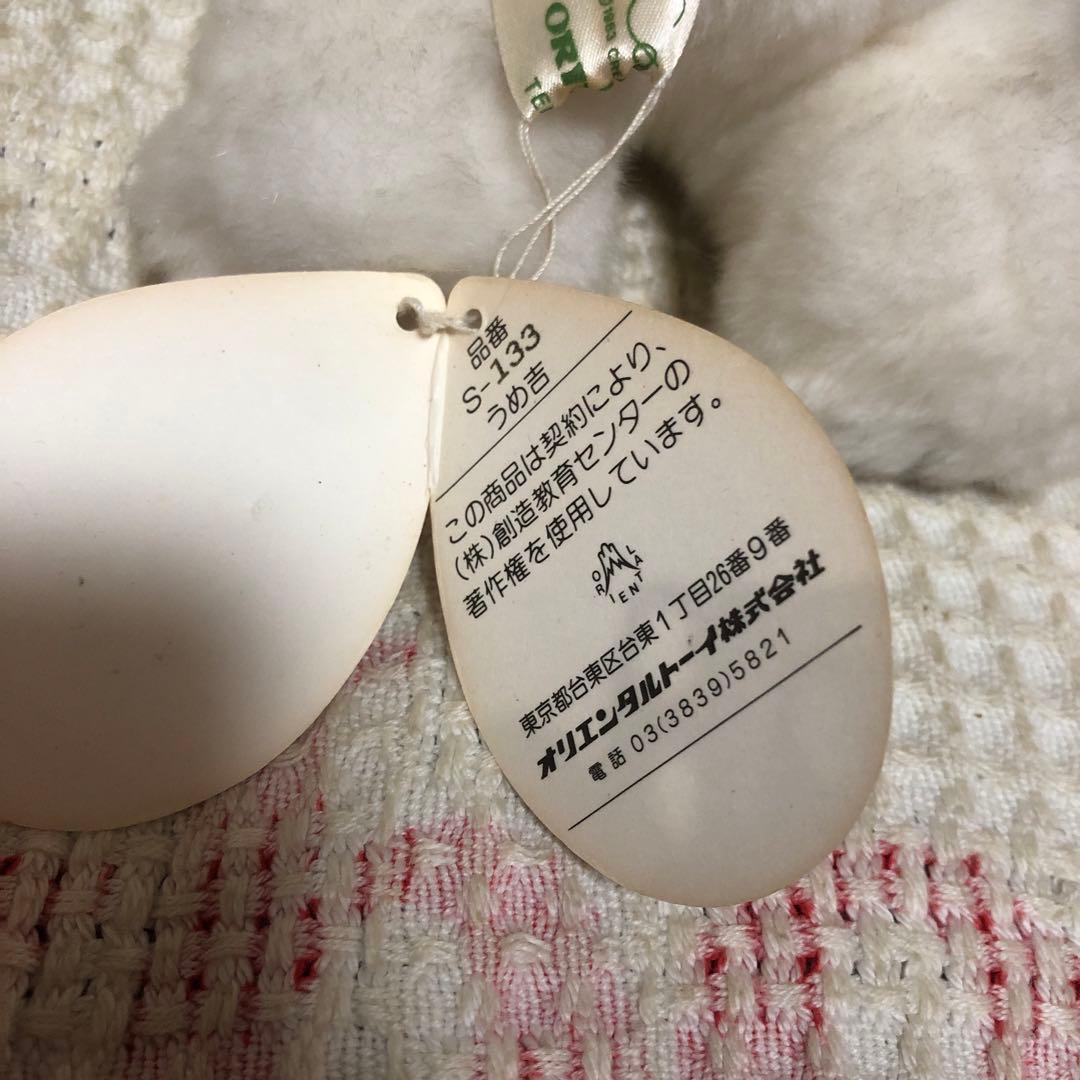 ORI
TE
品番
S-133
うめ吉
この商品は契約により、
(株)創造教育センターの
著作権を使用しています。
ORIENTAL
東京都台東区台東1丁目26番9番
オリエンタルトーイ株式会社
電話 03(3839)5821